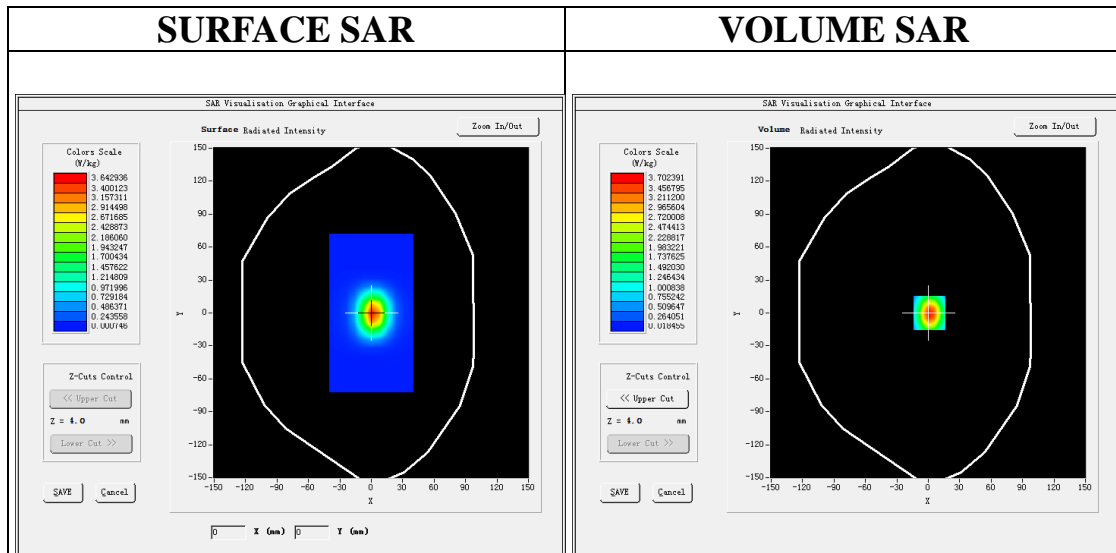 SURFACE SAR
VOLUME SAR
SAR Visualisation Graphical Interface
Surface Radiated Intensity
Zoom In/Out
Colors Scale
(W/kg)
3.642936
3.400123
3.157311
2.914498
2.671685
2.428873
2.186060
1.943247
1.700434
1.457622
1.214809
0.971996
0.729184
0.486371
0.243558
0.000746
Z-Cuts Control
<< Upper Cut
Z = 4.0 mm
Lower Cut >>
SAVE Cancel
150
90
60
30
0
-30
-60
-90
-120
-150
Y
-150 -120 -90 -60 -30 0 30 60 90 120 150
X
0 X (mm) 0 Y (mm)
SAR Visualisation Graphical Interface
Volume Radiated Intensity
Zoom In/Out
Colors Scale
(W/kg)
3.702391
3.456795
3.211200
2.965604
2.720008
2.474413
2.228817
1.983221
1.737625
1.492030
1.246434
1.000838
0.755242
0.509647
0.264051
0.018455
Z-Cuts Control
<< Upper Cut
Z = 4.0 mm
Lower Cut >>
SAVE Cancel
150
120
90
60
30
0
-30
-60
-90
-120
-150
Y
-150 -120 -90 -60 -30 0 30 60 90 120 150
X